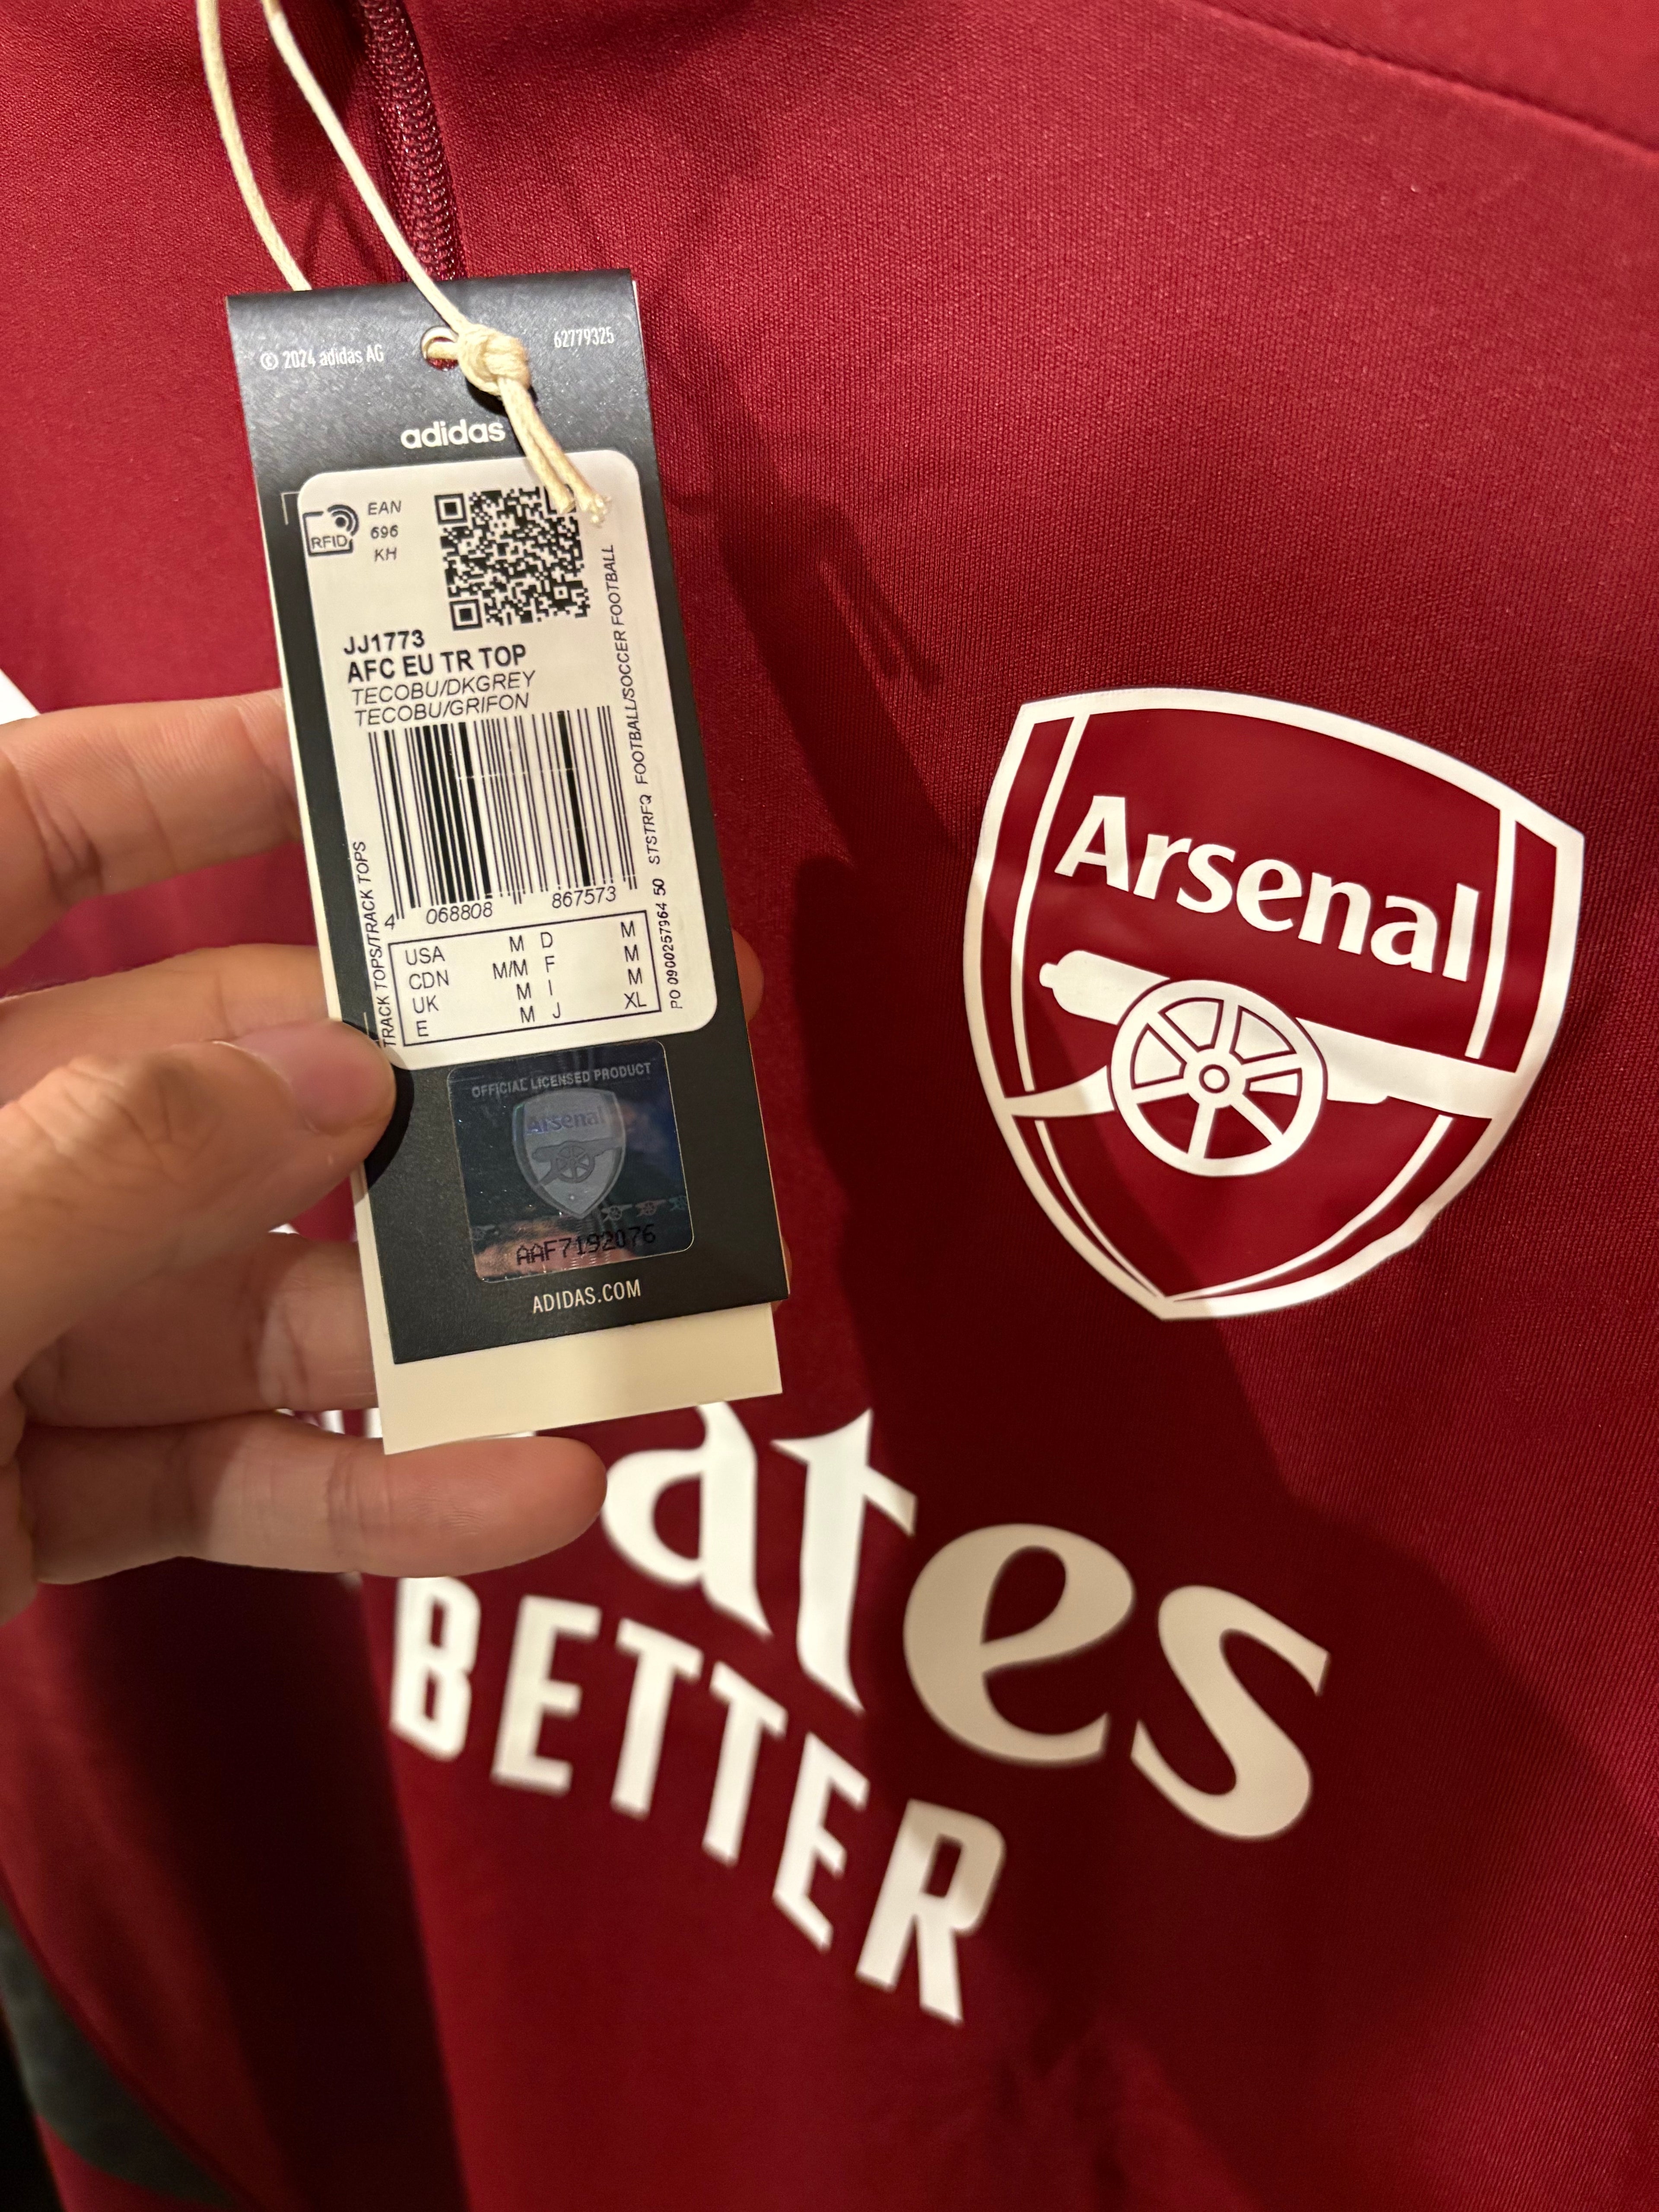 © 2024 adidas AG
62779325
adidas
RFID
EAN
696
KH
JJ1773
AFC EU TR TOP
TECOBU/DKGREY
TECOBU/GRIFON
4 068808 867573
TRACK TOPS/TRACK TOPS
PO 0900257964 50 STSTRFQ FOOTBALL/SOCCER FOOTBALL
USA M D M
CDN M/M F M
UK M I M
E M J XL
OFFICIAL LICENSED PRODUCT
Arsenal
AAF7192076
ADIDAS.COM
Arsenal
ates
BETTER